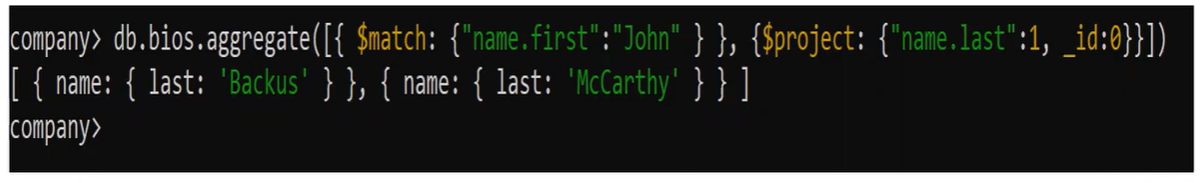 company> db.bios.aggregate([{ $match: {"name.first":"John" } }, {$project: {"name.last":1, _id:0}}])
[ { name: { last: 'Backus' } }, { name: { last: 'McCarthy' } } ]
company>